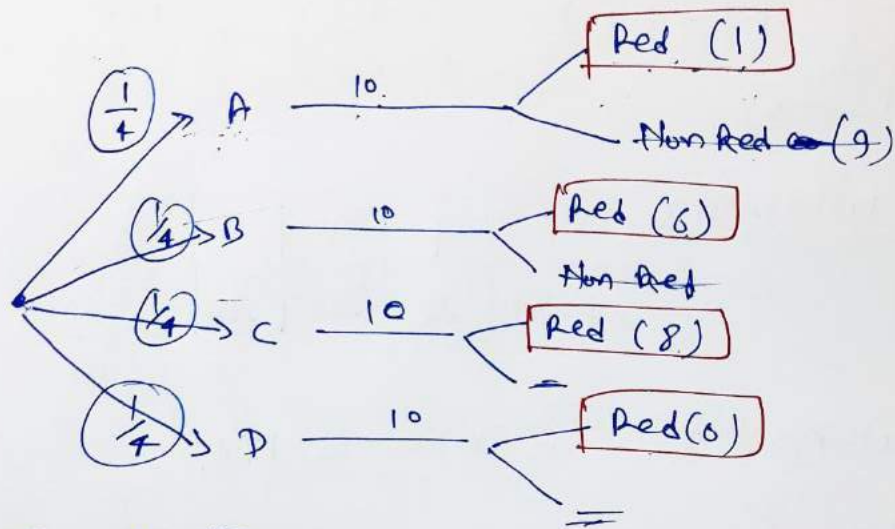 Red (1)
1/4 A 10 Non Red (9)
1/4 B 10 Red (6)
Non Red
1/4 C 10 Red (8)
1/4 D 10 Red (0)